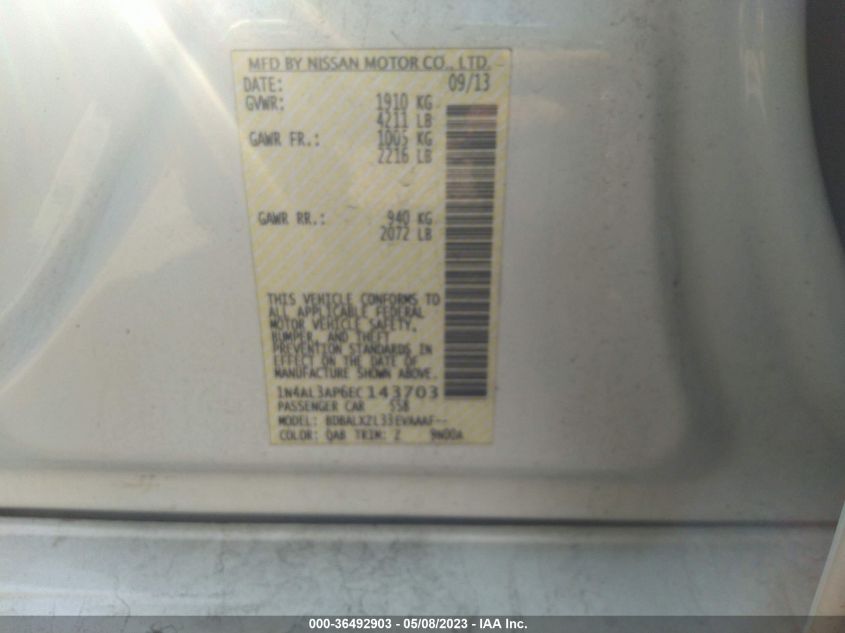 MFD BY NISSAN MOTOR CO., LTD.
DATE: 09/13
GVWR: 1910 KG
4211 LB
GAWR FR.: 1005 KG
2216 LB
GAWR RR.: 940 KG
2072 LB
THIS VEHICLE CONFORMS TO
ALL APPLICABLE FEDERAL
MOTOR VEHICLE SAFETY,
BUMPER, AND THEFT
PREVENTION STANDARDS IN
EFFECT ON THE DATE OF
MANUFACTURE SHOWN ABOVE.
1N4AL3AP6EC143703
PASSENGER CAR 558
MODEL: BDBALXZL33EVAAAF--
COLOR: QAB TRIM: Z 9N00A
000-36492903 - 05/08/2023 - IAA Inc.